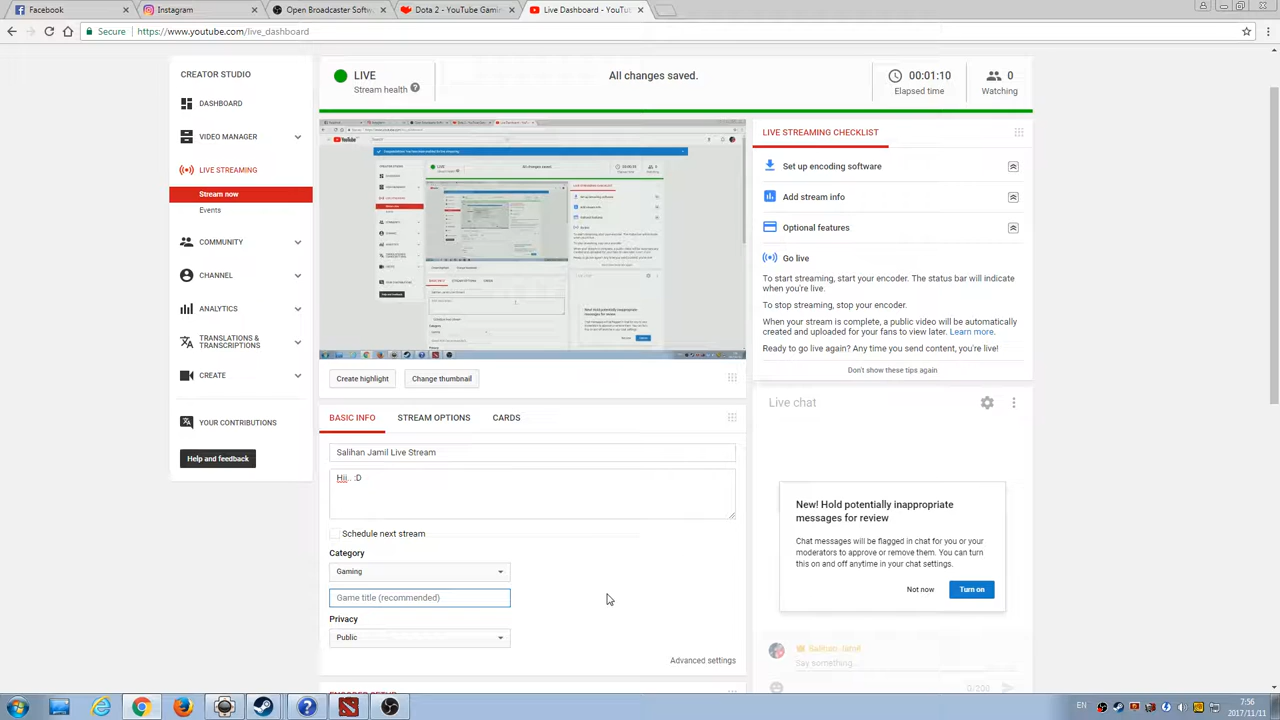 Facebook
Instagram
Open Broadcaster Softw
Dota 2 - YouTube Gamin
Live Dashboard - YouTu
Secure
https://www.youtube.com/live_dashboard
CREATOR STUDIO
DASHBOARD
VIDEO MANAGER
LIVE STREAMING
Stream now
Events
COMMUNITY
CHANNEL
ANALYTICS
TRANSLATIONS &
TRANSCRIPTIONS
CREATE
YOUR CONTRIBUTIONS
Help and feedback
LIVE
Stream health ?
All changes saved.
00:01:10
Elapsed time
0
Watching
Create highlight
Change thumbnail
BASIC INFO
STREAM OPTIONS
CARDS
Salihan Jamil Live Stream
Hii.. :D
Schedule next stream
Category
Gaming
Game title (recommended)
Privacy
Public
Advanced settings
LIVE STREAMING CHECKLIST
Set up encoding software
Add stream info
Optional features
Go live
To start streaming, start your encoder. The status bar will indicate
when you're live.
To stop streaming, stop your encoder.
When your stream is complete, a public video will be automatically
created and uploaded for your fans to view later. Learn more.
Ready to go live again? Any time you send content, you're live!
Don't show these tips again
Live chat
New! Hold potentially inappropriate
messages for review
Chat messages will be flagged in chat for you or your
moderators to approve or remove them. You can turn
this on and off anytime in your chat settings.
Not now
Turn on
Salihan Jamil
Say something...
0/200
EN
7:56
2017/11/11